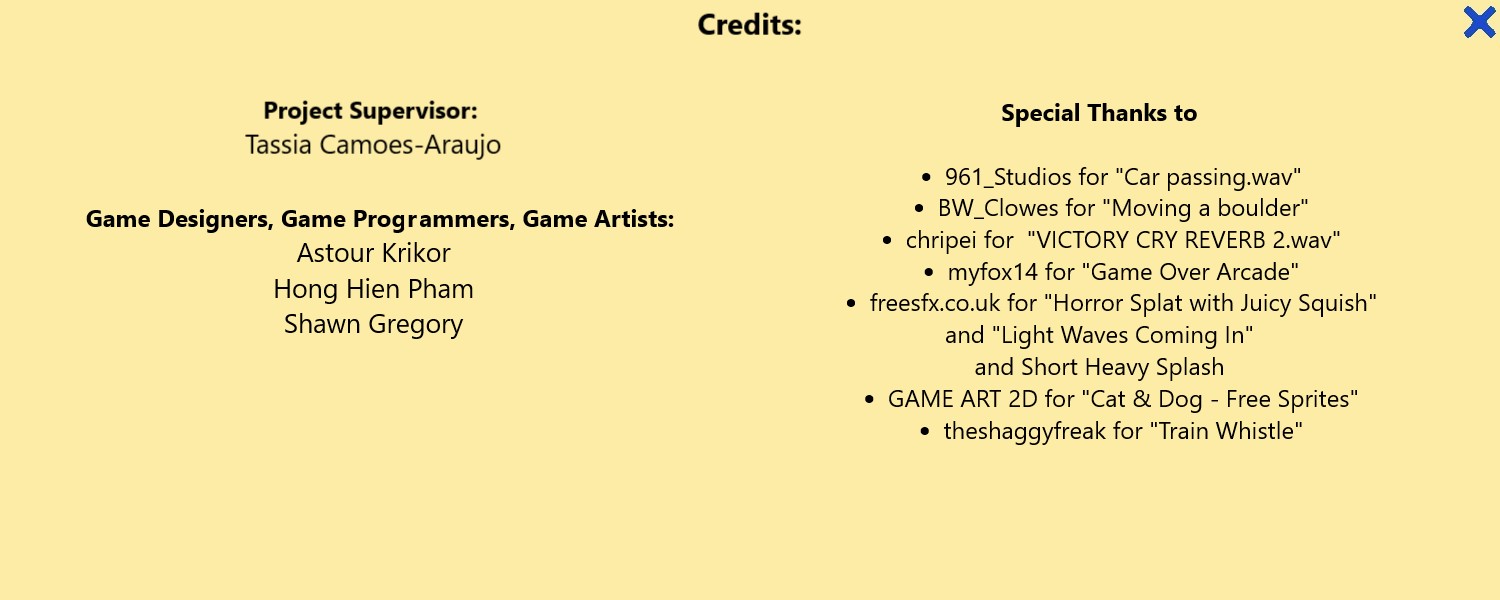 Credits:
Project Supervisor:
Tassia Camoes-Araujo
Game Designers, Game Programmers, Game Artists:
Astour Krikor
Hong Hien Pham
Shawn Gregory
Special Thanks to
• 961_Studios for "Car passing.wav"
• BW_Clowes for "Moving a boulder"
• chripei for  "VICTORY CRY REVERB 2.wav"
• myfox14 for "Game Over Arcade"
• freesfx.co.uk for "Horror Splat with Juicy Squish"
and "Light Waves Coming In"
and Short Heavy Splash
• GAME ART 2D for "Cat & Dog - Free Sprites"
• theshaggyfreak for "Train Whistle"